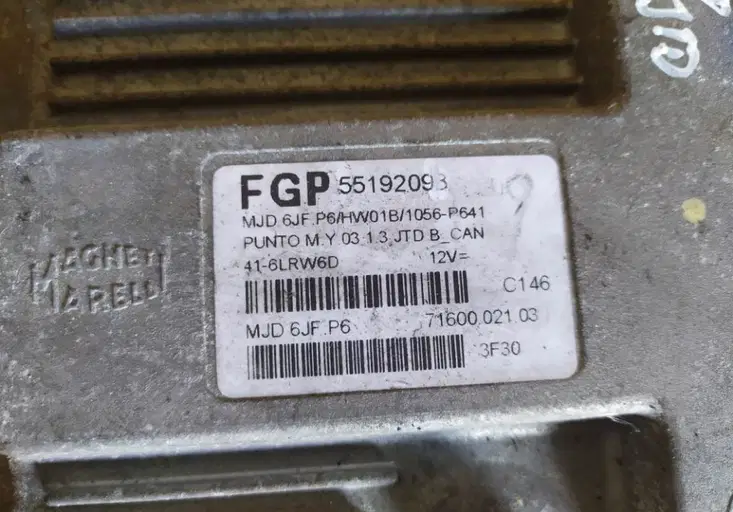 MAGNETI
MARELLI
FGP 55192093
MJD 6JF.P6/HW01B/1056-P641
PUNTO M.Y.03 1.3 JTD B_CAN
41-6LRW6D 12V=
C146
MJD 6JF.P6 71600.021.03
3F30